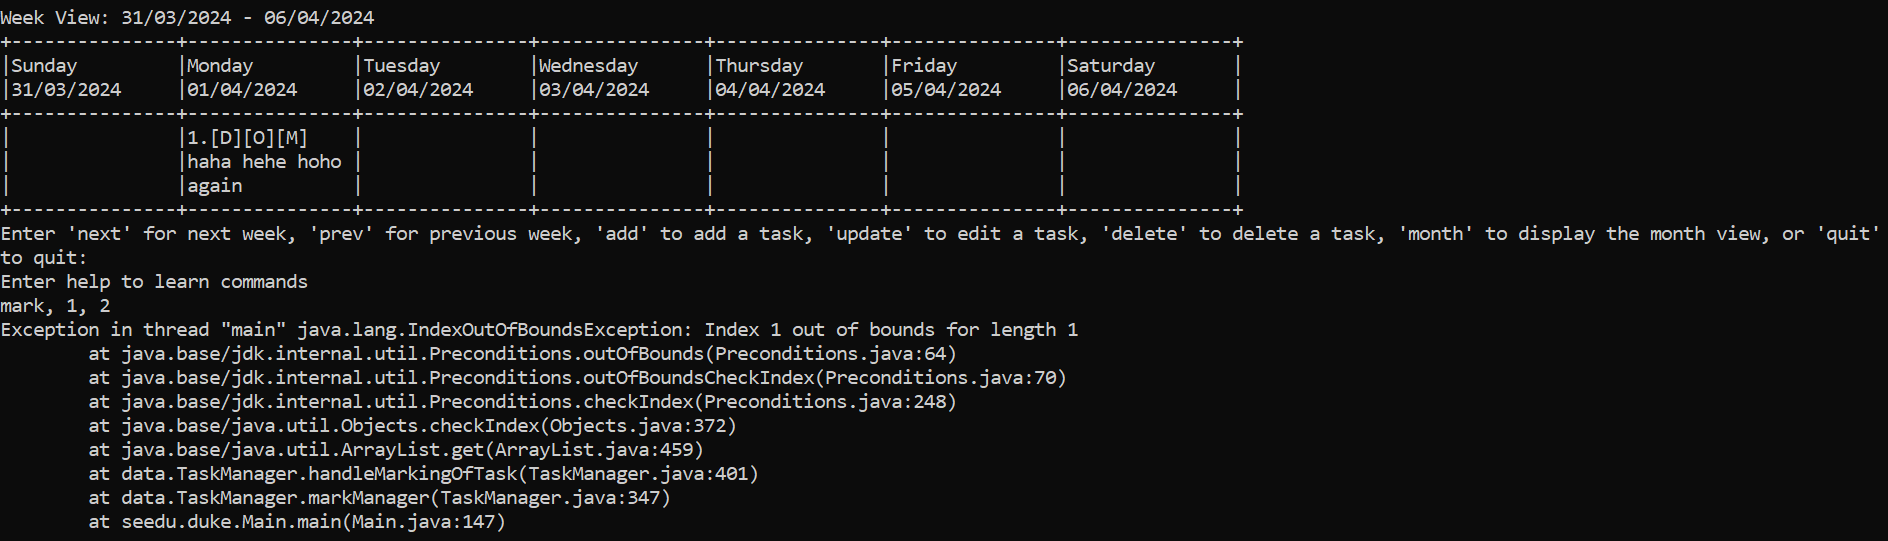 Week View: 31/03/2024 - 06/04/2024
+---------------+---------------+---------------+---------------+---------------+---------------+---------------+
|Sunday         |Monday         |Tuesday        |Wednesday      |Thursday       |Friday         |Saturday       |
|31/03/2024     |01/04/2024     |02/04/2024     |03/04/2024     |04/04/2024     |05/04/2024     |06/04/2024     |
+---------------+---------------+---------------+---------------+---------------+---------------+---------------+
|               |1.[D][O][M]    |               |               |               |               |               |
|               |haha hehe hoho |               |               |               |               |               |
|               |again          |               |               |               |               |               |
+---------------+---------------+---------------+---------------+---------------+---------------+---------------+
Enter 'next' for next week, 'prev' for previous week, 'add' to add a task, 'update' to edit a task, 'delete' to delete a task, 'month' to display the month view, or 'quit'
to quit:
Enter help to learn commands
mark, 1, 2
Exception in thread "main" java.lang.IndexOutOfBoundsException: Index 1 out of bounds for length 1
        at java.base/jdk.internal.util.Preconditions.outOfBounds(Preconditions.java:64)
        at java.base/jdk.internal.util.Preconditions.outOfBoundsCheckIndex(Preconditions.java:70)
        at java.base/jdk.internal.util.Preconditions.checkIndex(Preconditions.java:248)
        at java.base/java.util.Objects.checkIndex(Objects.java:372)
        at java.base/java.util.ArrayList.get(ArrayList.java:459)
        at data.TaskManager.handleMarkingOfTask(TaskManager.java:401)
        at data.TaskManager.markManager(TaskManager.java:347)
        at seedu.duke.Main.main(Main.java:147)